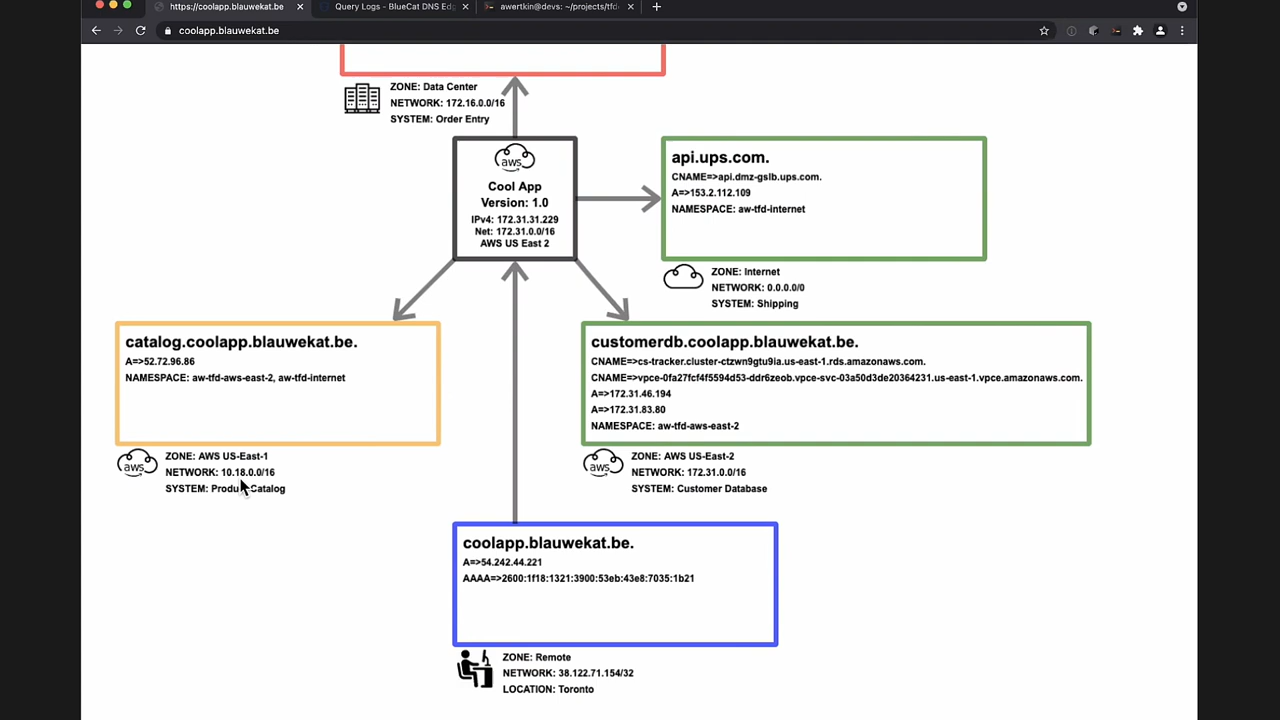 https://coolapp.blauwekat.be
Query Logs - BlueCat DNS Edg
awertkin@devs: ~/projects/tfd
coolapp.blauwekat.be
ZONE: Data Center
NETWORK: 172.16.0.0/16
SYSTEM: Order Entry
aws
Cool App
Version: 1.0
IPv4: 172.31.31.229
Net: 172.31.0.0/16
AWS US East 2
api.ups.com.
CNAME=>api.dmz-gslb.ups.com.
A=>153.2.112.109
NAMESPACE: aw-tfd-internet
ZONE: Internet
NETWORK: 0.0.0.0/0
SYSTEM: Shipping
catalog.coolapp.blauwekat.be.
A=>52.72.96.86
NAMESPACE: aw-tfd-aws-east-2, aw-tfd-internet
aws
ZONE: AWS US-East-1
NETWORK: 10.18.0.0/16
SYSTEM: Product Catalog
customerdb.coolapp.blauwekat.be.
CNAME=>cs-tracker.cluster-ctzwn9gtu9ia.us-east-1.rds.amazonaws.com.
CNAME=>vpce-0fa27fcf4f5594d53-ddr6zeob.vpce-svc-03a50d3de20364231.us-east-1.vpce.amazonaws.com.
A=>172.31.46.194
A=>172.31.83.80
NAMESPACE: aw-tfd-aws-east-2
aws
ZONE: AWS US-East-2
NETWORK: 172.31.0.0/16
SYSTEM: Customer Database
coolapp.blauwekat.be.
A=>54.242.44.221
AAAA=>2600:1f18:1321:3900:53eb:43e8:7035:1b21
ZONE: Remote
NETWORK: 38.122.71.154/32
LOCATION: Toronto